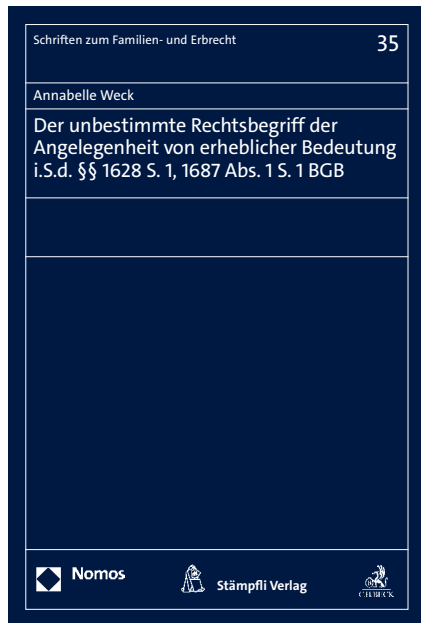 Schriften zum Familien- und Erbrecht
35
Annabelle Weck
Der unbestimmte Rechtsbegriff der
Angelegenheit von erheblicher Bedeutung
i.S.d. §§ 1628 S. 1, 1687 Abs. 1 S. 1 BGB
Nomos
Stämpfli Verlag
C.H.BECK